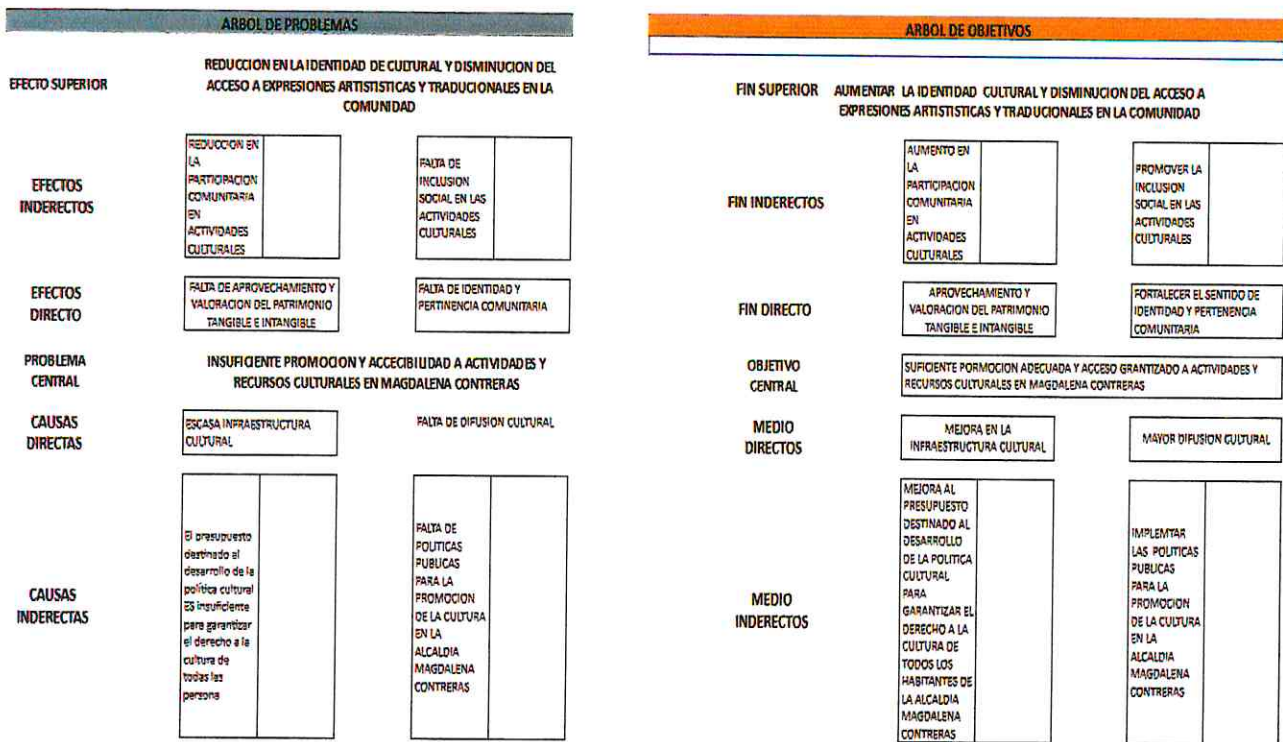 ARBOL DE PROBLEMAS
EFECTO SUPERIOR
REDUCCION EN LA IDENTIDAD DE CULTURAL Y DISMINUCION DEL
ACCESO A EXPRESIONES ARTISTISTICAS Y TRADUCIONALES EN LA
COMUNIDAD
EFECTOS
INDERECTOS
REDUCCION EN
LA
PARTICIPACION
COMUNITARIA
EN
ACTIVIDADES
CULTURALES
FALTA DE
INCLUSION
SOCIAL EN LAS
ACTIVIDADES
CULTURALES
EFECTOS
DIRECTO
FALTA DE APROVECHAMIENTO Y
VALORACION DEL PATRIMONIO
TANGIBLE E INTANGIBLE
FALTA DE IDENTIDAD Y
PERTINENCIA COMUNITARIA
PROBLEMA
CENTRAL
INSUFICIENTE PROMOCION Y ACCECIBILIDAD A ACTIVIDADES Y
RECURSOS CULTURALES EN MAGDALENA CONTRERAS
CAUSAS
DIRECTAS
ESCASA INFRAESTRUCTURA
CULTURAL
FALTA DE DIFUSION CULTURAL
CAUSAS
INDERECTAS
El presupuesto
destinado al
desarrollo de la
política cultural
ES insuficiente
para garantizar
el derecho a la
cultura de
todas las
persona
FALTA DE
POLITICAS
PUBLICAS
PARA LA
PROMOCION
DE LA CULTURA
EN LA
ALCALDIA
MAGDALENA
CONTRERAS
ARBOL DE OBJETIVOS
FIN SUPERIOR
AUMENTAR LA IDENTIDAD CULTURAL Y DISMINUCION DEL ACCESO A
EXPRESIONES ARTISTISTICAS Y TRADUCIONALES EN LA COMUNIDAD
FIN INDERECTOS
AUMENTO EN
LA
PARTICIPACION
COMUNITARIA
EN
ACTIVIDADES
CULTURALES
PROMOVER LA
INCLUSION
SOCIAL EN LAS
ACTIVIDADES
CULTURALES
FIN DIRECTO
APROVECHAMIENTO Y
VALORACION DEL PATRIMONIO
TANGIBLE E INTANGIBLE
FORTALECER EL SENTIDO DE
IDENTIDAD Y PERTENENCIA
COMUNITARIA
OBJETIVO
CENTRAL
SUFICIENTE PORMOCION ADECUADA Y ACCESO GRANTIZADO A ACTIVIDADES Y
RECURSOS CULTURALES EN MAGDALENA CONTRERAS
MEDIO
DIRECTOS
MEJORA EN LA
INFRAESTRUCTURA CULTURAL
MAYOR DIFUSION CULTURAL
MEDIO
INDERECTOS
MEJORA AL
PRESUPUESTO
DESTINADO AL
DESARROLLO
DE LA POLITICA
CULTURAL
PARA
GARANTIZAR EL
DERECHO A LA
CULTURA DE
TODOS LOS
HABITANTES DE
LA ALCALDIA
MAGDALENA
CONTRERAS
IMPLEMTAR
LAS POLITICAS
PUBLICAS
PARA LA
PROMOCION
DE LA CULTURA
EN LA
ALCALDIA
MAGDALENA
CONTRERAS